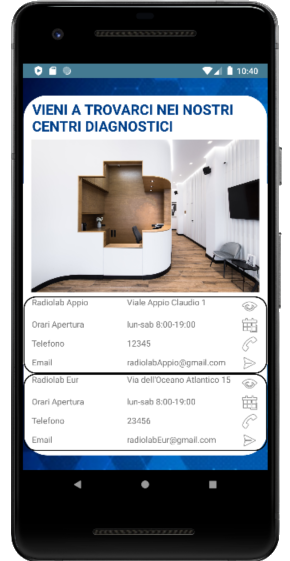 10:40
VIENI A TROVARCI NEI NOSTRI
CENTRI DIAGNOSTICI
Radiolab Appio Viale Appio Claudio 1
Orari Apertura lun-sab 8:00-19:00
Telefono 12345
Email radiolabAppio@gmail.com
Radiolab Eur Via dell'Oceano Atlantico 15
Orari Apertura lun-sab 8:00-19:00
Telefono 23456
Email radiolabEur@gmail.com